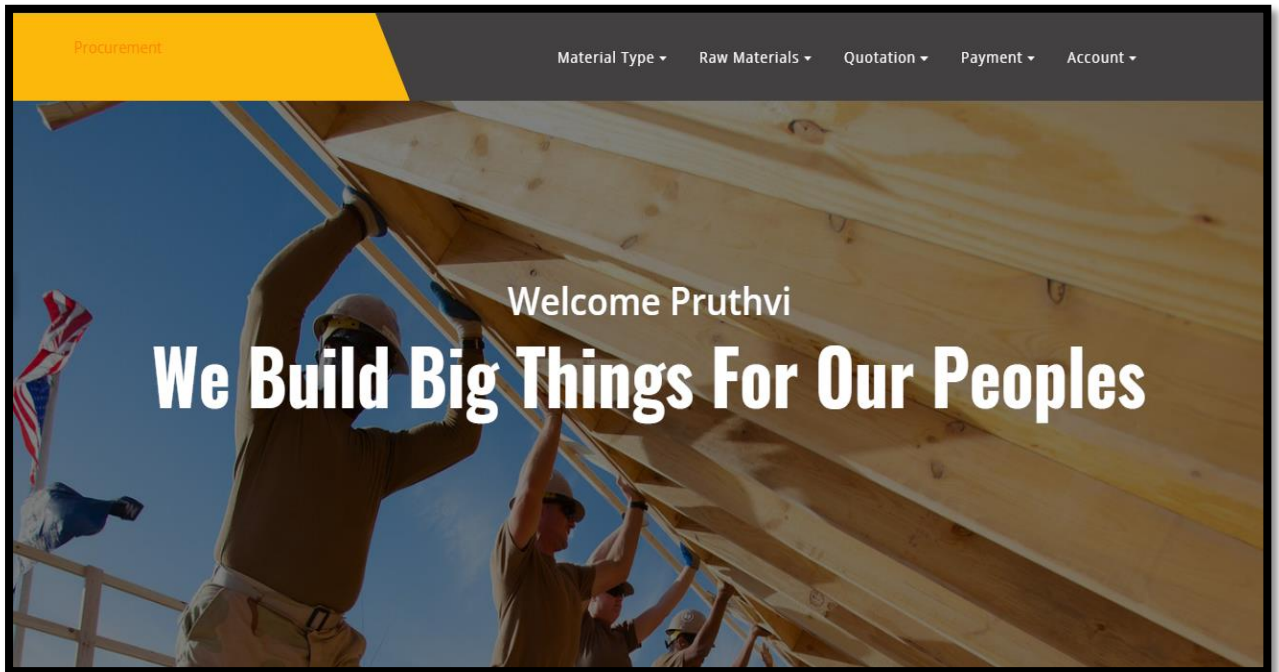 Procurement
Material Type Raw Materials Quotation Payment Account
Welcome Pruthvi
We Build Big Things For Our Peoples